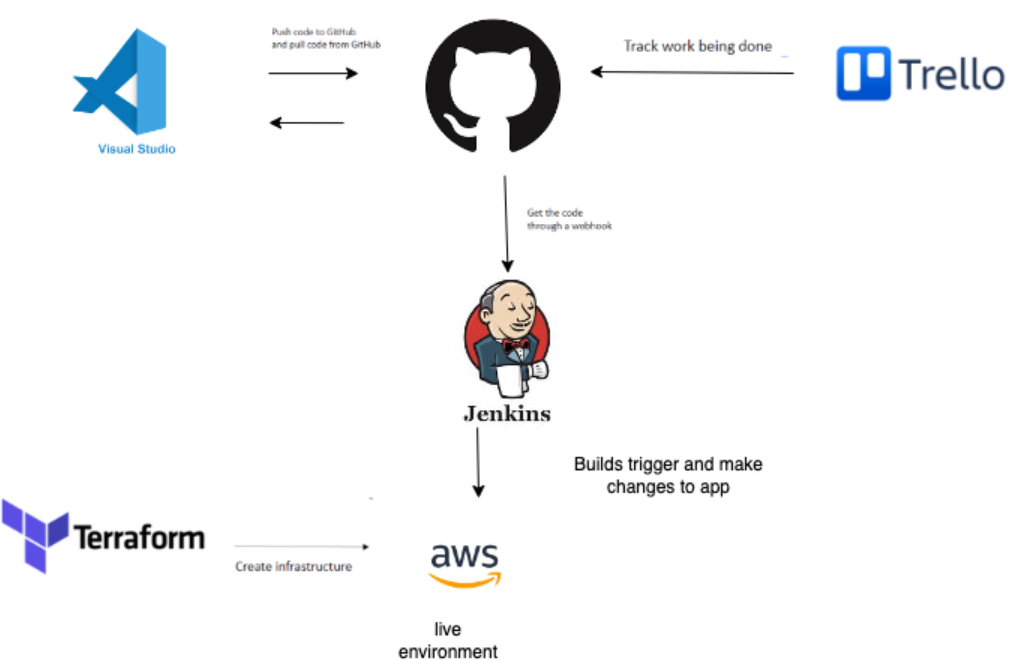 Push code to GitHub
and pull code from GitHub
Track work being done
Trello
Visual Studio
Get the code
through a webhook
Jenkins
Builds trigger and make
changes to app
Terraform
Create infrastructure
aws
live
environment